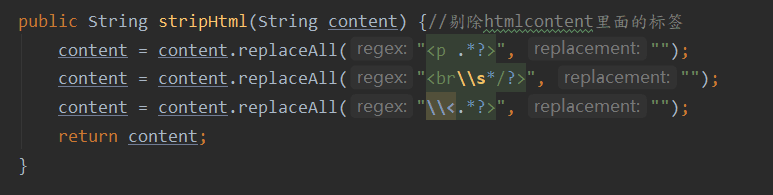 public String stripHtml(String content) {//剔除htmlcontent里面的标签
content = content.replaceAll( regex: "<p .*?>", replacement: "");
content = content.replaceAll( regex: "<br\\s*/?>", replacement: "");
content = content.replaceAll( regex: "\\<.*?>", replacement: "");
return content;
}